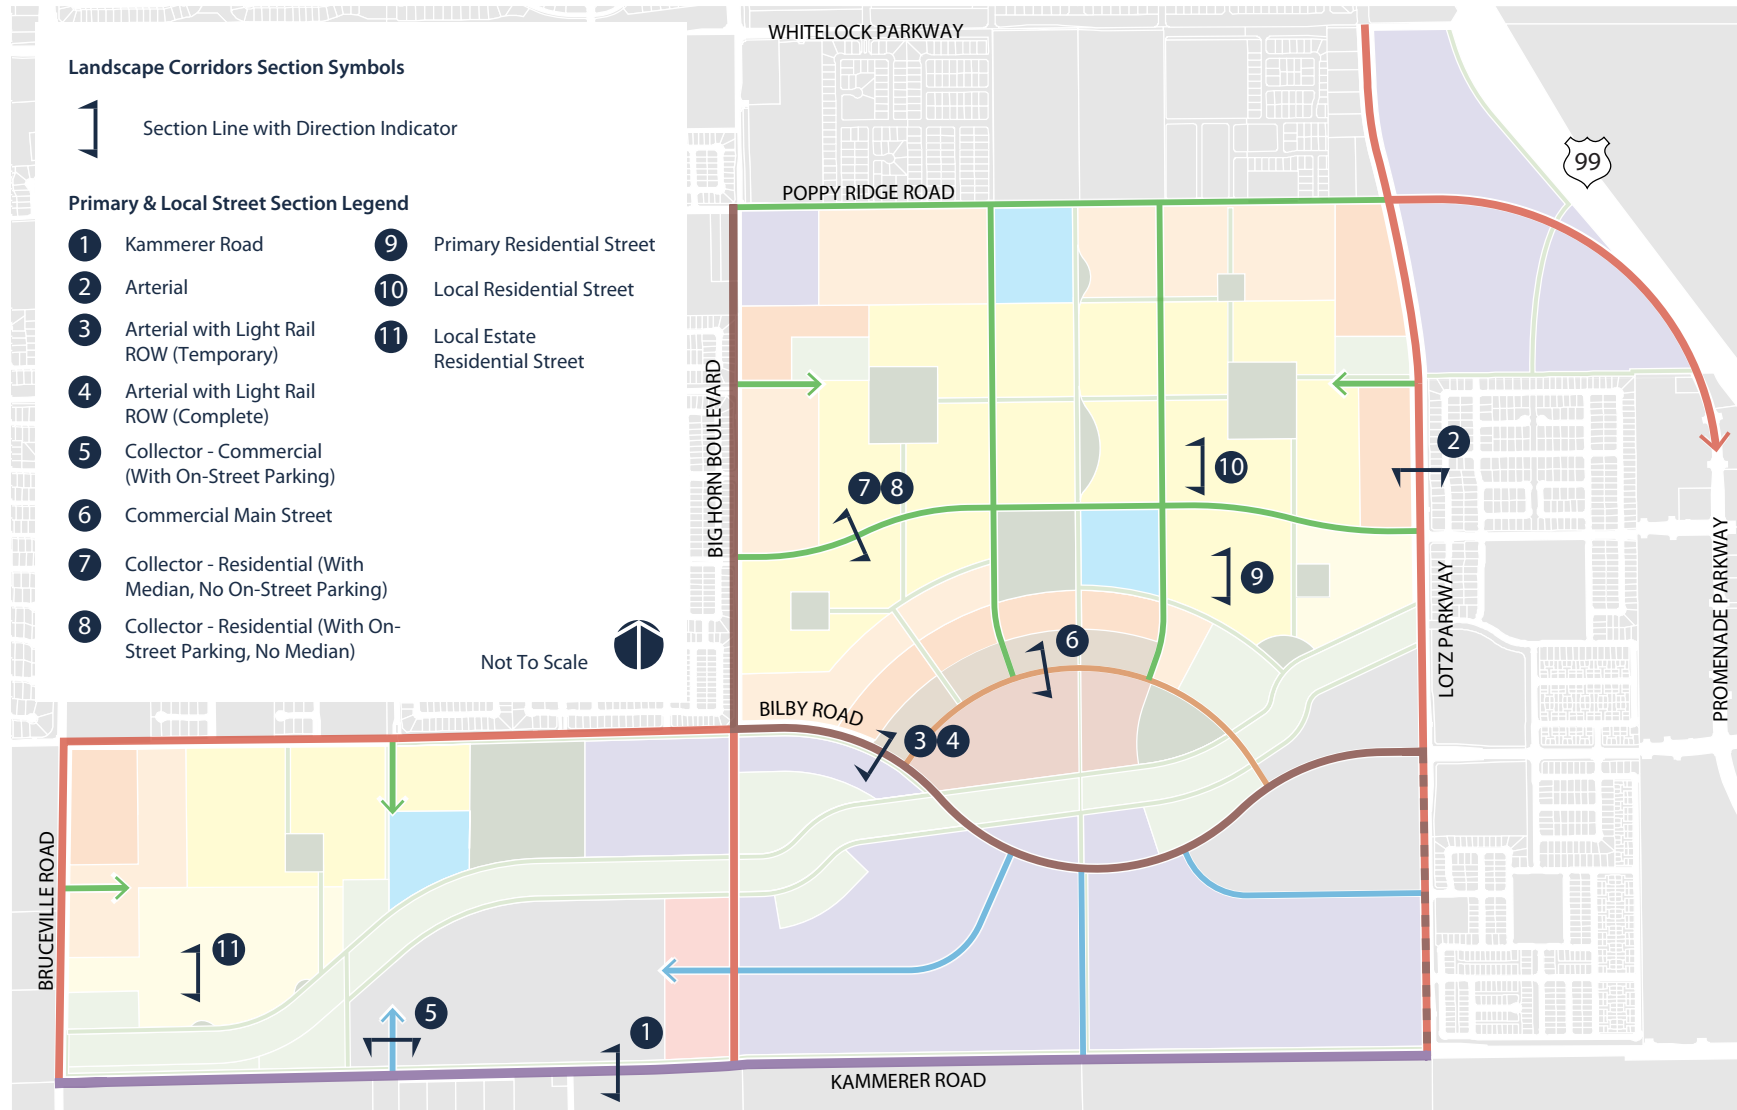 WHITELOCK PARKWAY
Landscape Corridors Section Symbols
Section Line with Direction Indicator
99
POPPY RIDGE ROAD
Primary & Local Street Section Legend
1 Kammerer Road
2 Arterial
3 Arterial with Light Rail
ROW (Temporary)
4 Arterial with Light Rail
ROW (Complete)
5 Collector - Commercial
(With On-Street Parking)
6 Commercial Main Street
7 Collector - Residential (With
Median, No On-Street Parking)
8 Collector - Residential (With On-
Street Parking, No Median)
9 Primary Residential Street
10 Local Residential Street
11 Local Estate
Residential Street
Not To Scale
BIG HORN BOULEVARD
2
10
7 8
9
6
LOTZ PARKWAY
PROMENADE PARKWAY
BILBY ROAD
3 4
BRUCEVILLE ROAD
11
5
1
KAMMERER ROAD